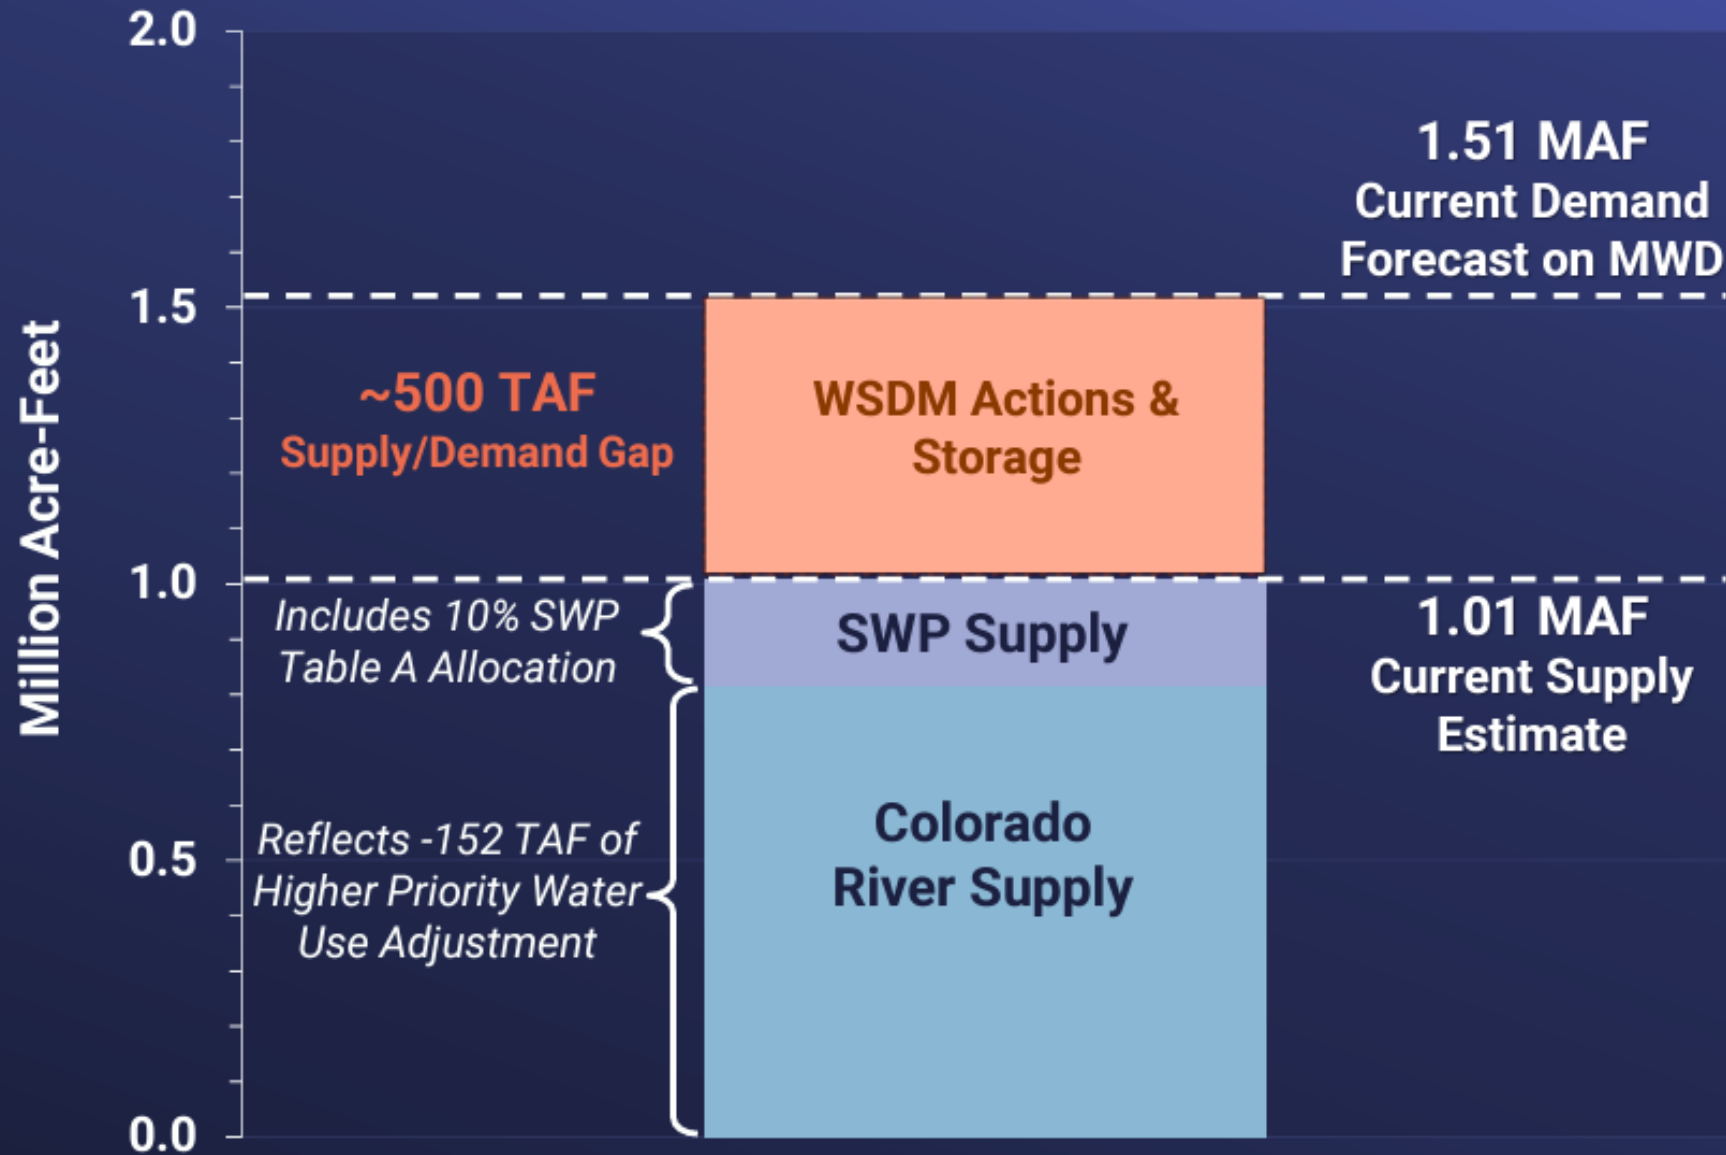 2.0
1.51 MAF
Current Demand
Forecast on MWD
1.5
~500 TAF
Supply/Demand Gap
WSDM Actions &
Storage
Million Acre-Feet
1.0
Includes 10% SWP
Table A Allocation
SWP Supply
1.01 MAF
Current Supply
Estimate
0.5
Reflects -152 TAF of
Higher Priority Water
Use Adjustment
Colorado
River Supply
0.0